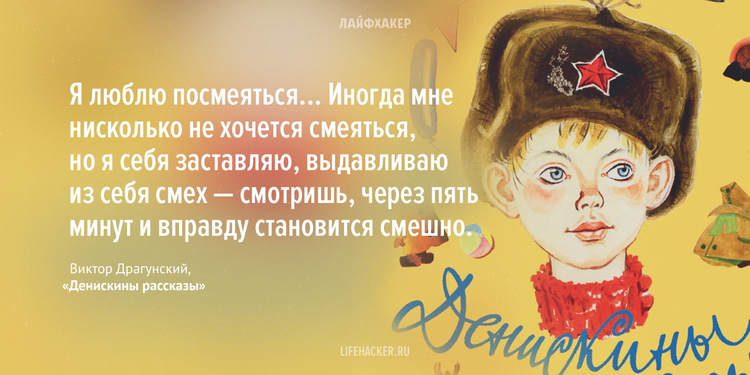 ЛАЙФХАКЕР
Я люблю посмеяться... Иногда мне
нисколько не хочется смеяться,
но я себя заставляю, выдавливаю
из себя смех — смотришь, через пять
минут и вправду становится смешно.
Виктор Драгунский,
«Денискины рассказы»
Денискины
LIFEHACKER.RU